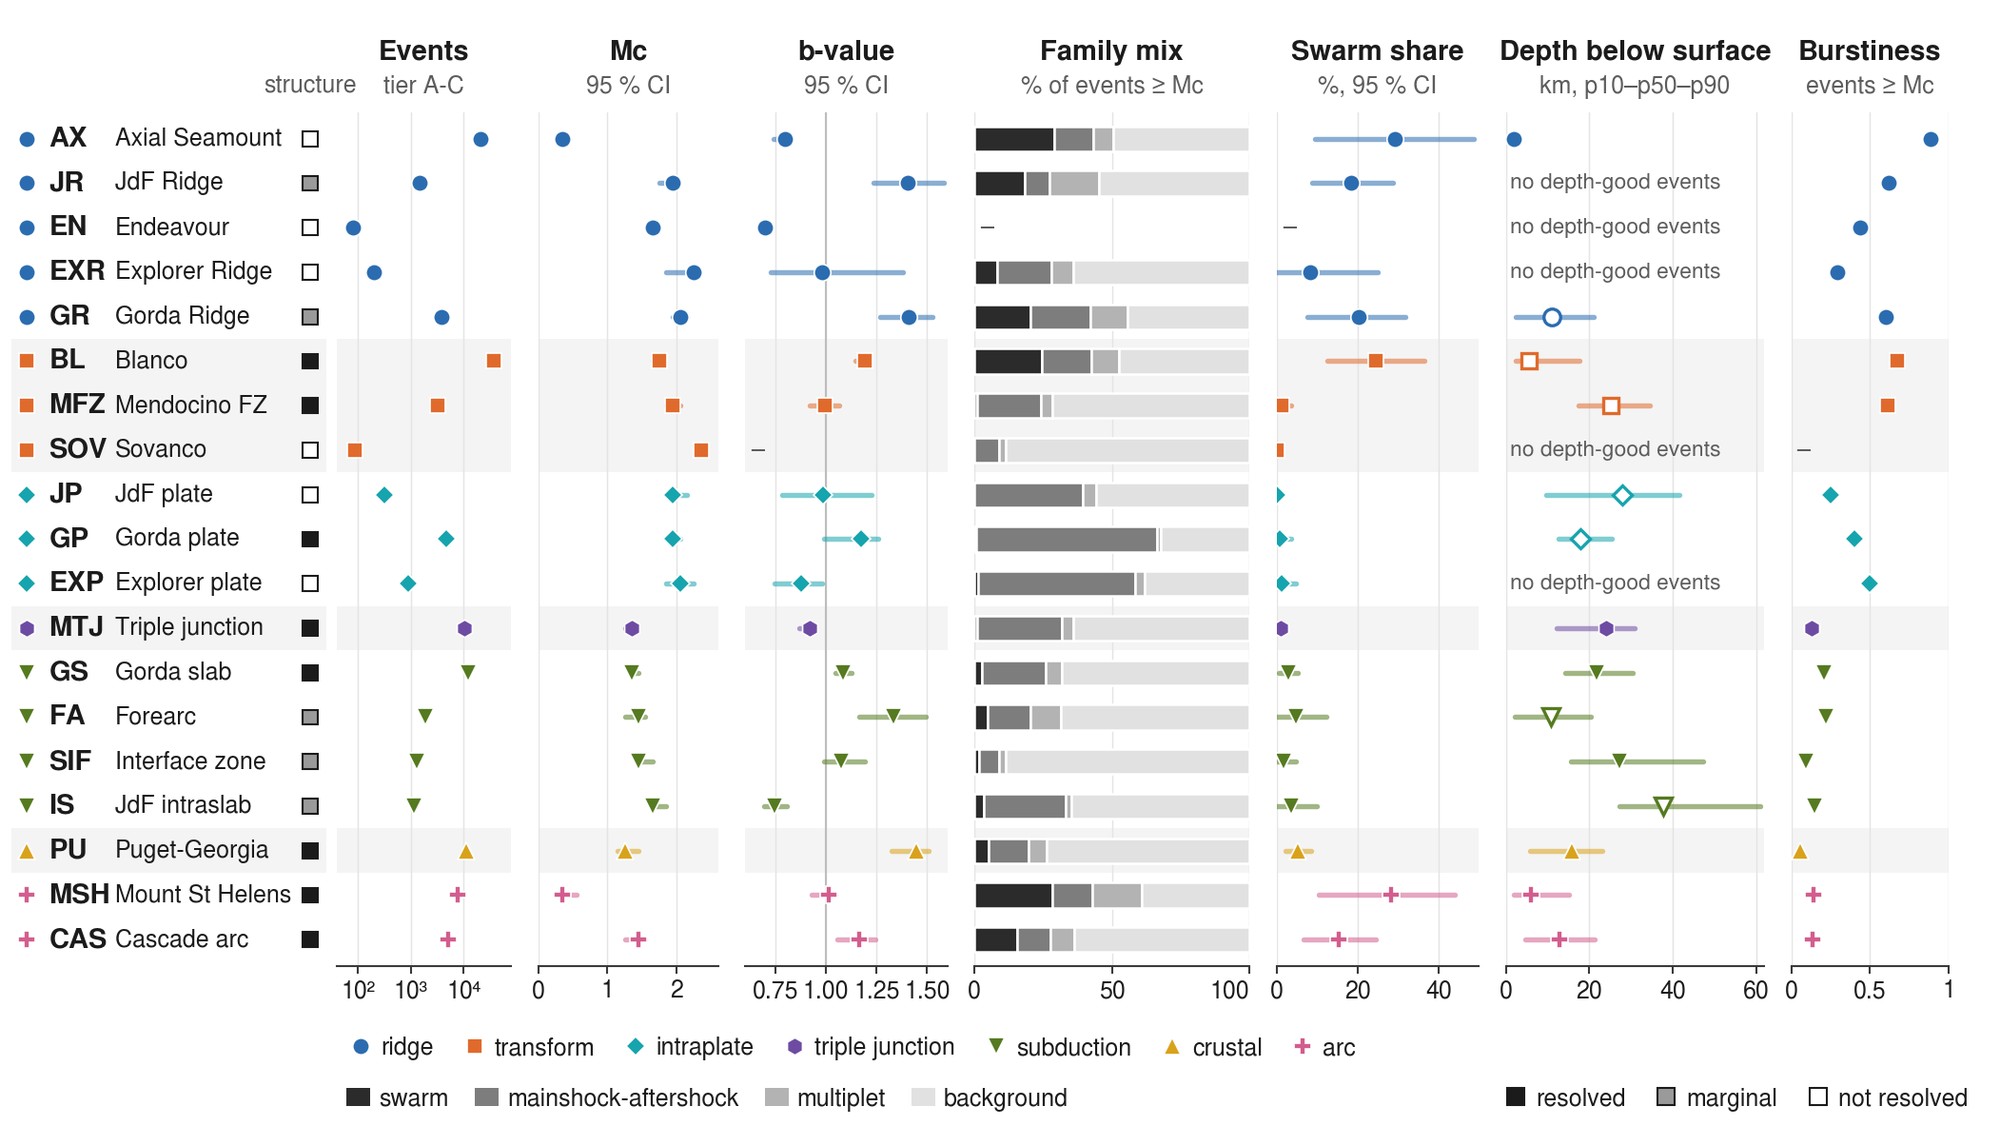 Events Mc b-value Family mix Swarm share Depth below surface Burstiness
structure tier A-C 95 % CI 95 % CI % of events ≥ Mc %, 95 % CI km, p10–p50–p90 events ≥ Mc
AX Axial Seamount
JR JdF Ridge no depth-good events
EN Endeavour – – no depth-good events
EXR Explorer Ridge no depth-good events
GR Gorda Ridge
BL Blanco
MFZ Mendocino FZ
SOV Sovanco – no depth-good events –
JP JdF plate
GP Gorda plate
EXP Explorer plate no depth-good events
MTJ Triple junction
GS Gorda slab
FA Forearc
SIF Interface zone
IS JdF intraslab
PU Puget-Georgia
MSH Mount St Helens
CAS Cascade arc
10² 10³ 10⁴ 0 1 2 0.75 1.00 1.25 1.50 0 50 100 0 20 40 0 20 40 60 0 0.5 1
ridge transform intraplate triple junction subduction crustal arc
swarm mainshock-aftershock multiplet background resolved marginal not resolved